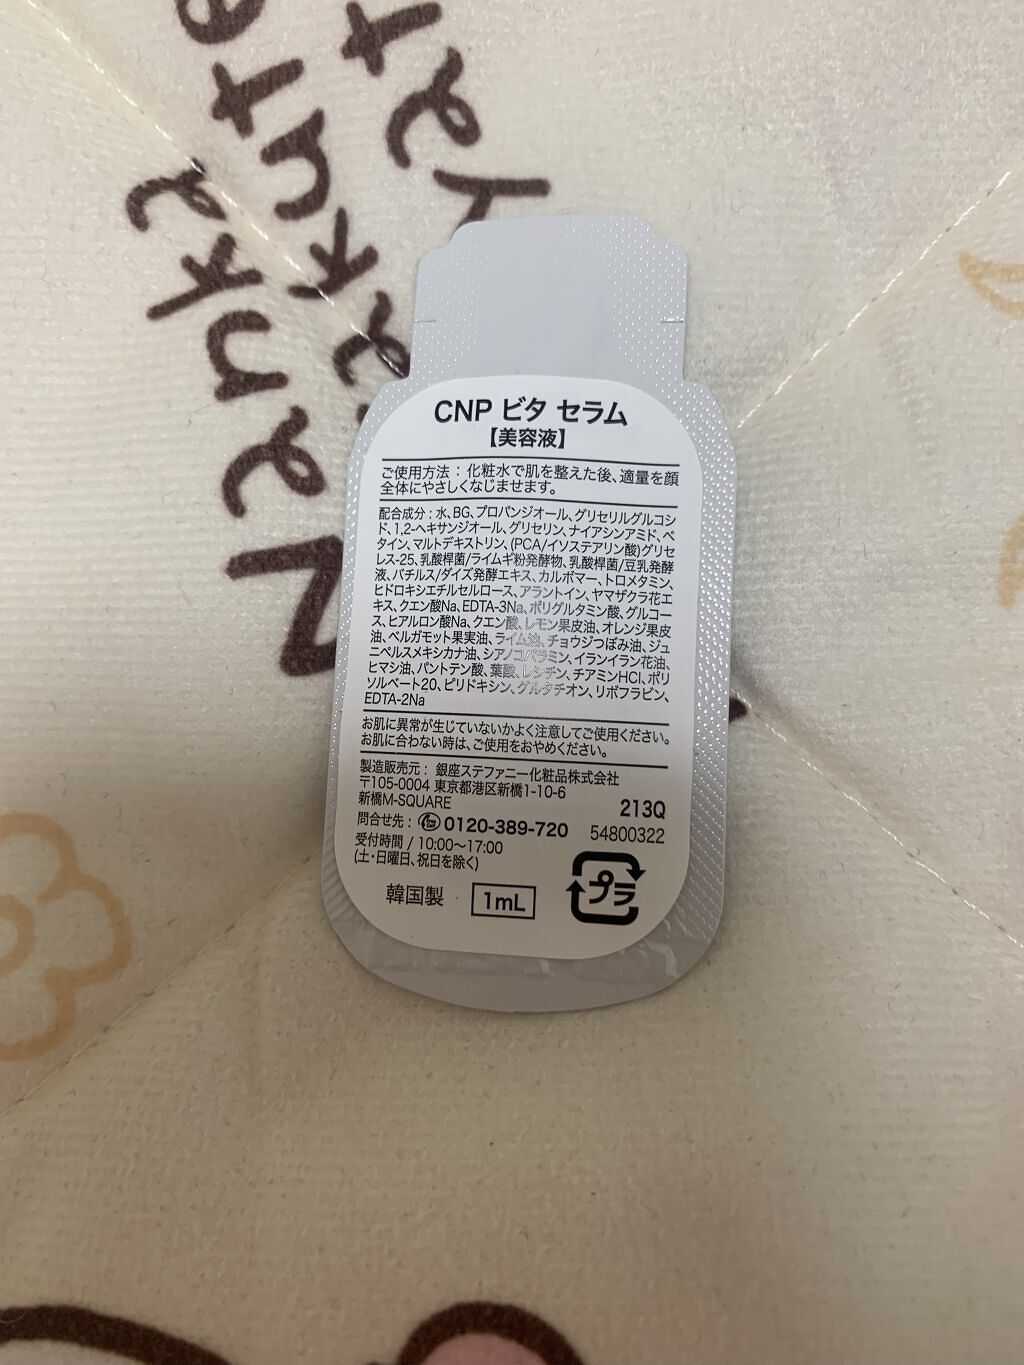 CNP ビタ セラム
【美容液】
ご使用方法：化粧水で肌を整えた後、適量を顔
全体にやさしくなじませます。
配合成分：水、BG、プロパンジオール、グリセリルグルコシ
ド、1,2-ヘキサンジオール、グリセリン、ナイアシンアミド、ベ
タイン、マルトデキストリン、(PCA/イソステアリン酸)グリセ
レス-25、乳酸桿菌/ライムギ粉発酵物、乳酸桿菌/豆乳発酵
液、バチルス/ダイズ発酵エキス、カルボマー、トロメタミン、
ヒドロキシエチルセルロース、アラントイン、ヤマザクラ花エ
キス、クエン酸Na、EDTA-3Na、ポリグルタミン酸、グルコー
ス、ヒアルロン酸Na、クエン酸、レモン果皮油、オレンジ果皮
油、ベルガモット果実油、ライム油、チョウジつぼみ油、ジュ
ニペルスメキシカナ油、シアノコバラミン、イランイラン花油、
ヒマシ油、パントテン酸、葉酸、レシチン、チアミンHCl、ポリ
ソルベート20、ピリドキシン、グルタチオン、リボフラビン、
EDTA-2Na
お肌に異常が生じていないかよく注意してご使用ください。
お肌に合わない時は、ご使用をおやめください。
製造販売元：銀座ステファニー化粧品株式会社
〒105-0004 東京都港区新橋1-10-6
新橋M-SQUARE
213Q
問合せ先：0120-389-720
54800322
受付時間 / 10:00～17:00
(土・日曜日、祝日を除く)
韓国製
1mL
プラ